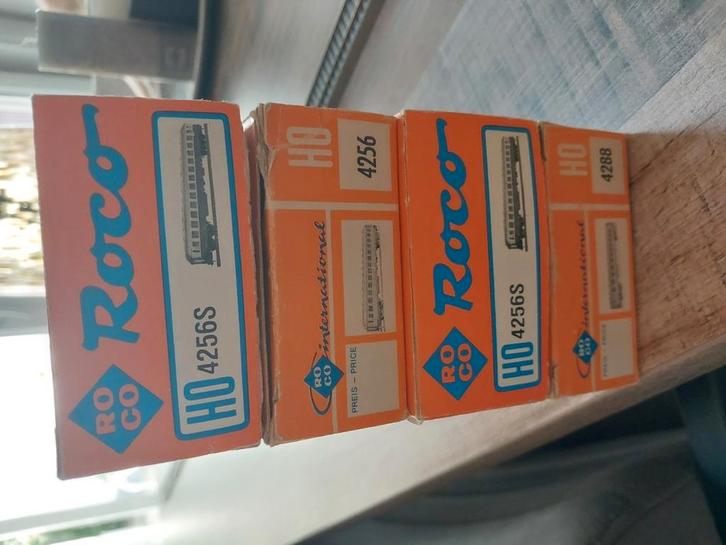 RO
CO
Roco
HO 4256S
HO
4256
RO
CO
international
PREIS - PRICE
RO
CO
Roco
HO 4256S
HO
4288
RO
CO
international
PREIS - PRICE